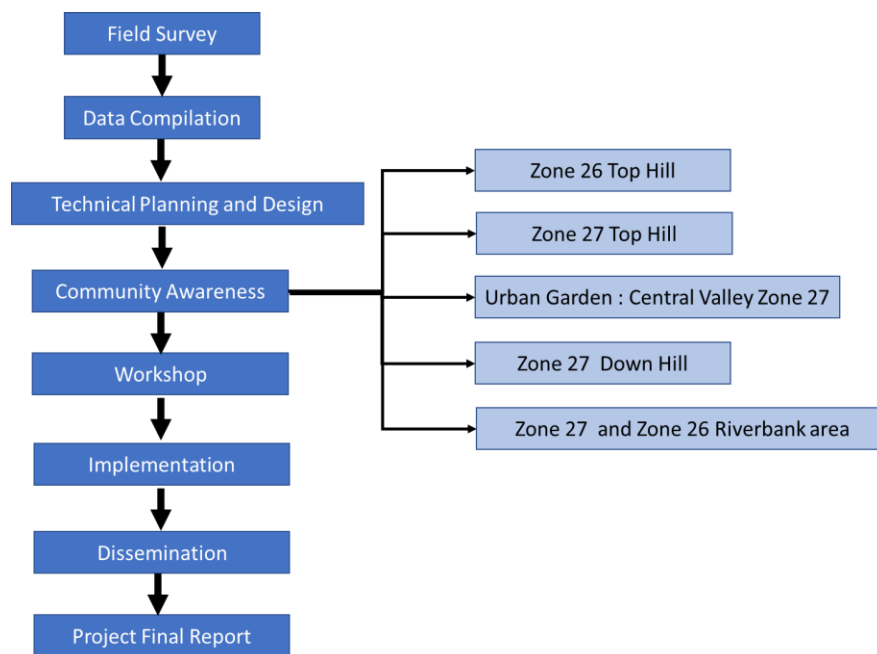 Field Survey
Data Compilation
Technical Planning and Design
Community Awareness
Workshop
Implementation
Dissemination
Project Final Report
Zone 26 Top Hill
Zone 27 Top Hill
Urban Garden : Central Valley Zone 27
Zone 27 Down Hill
Zone 27 and Zone 26 Riverbank area